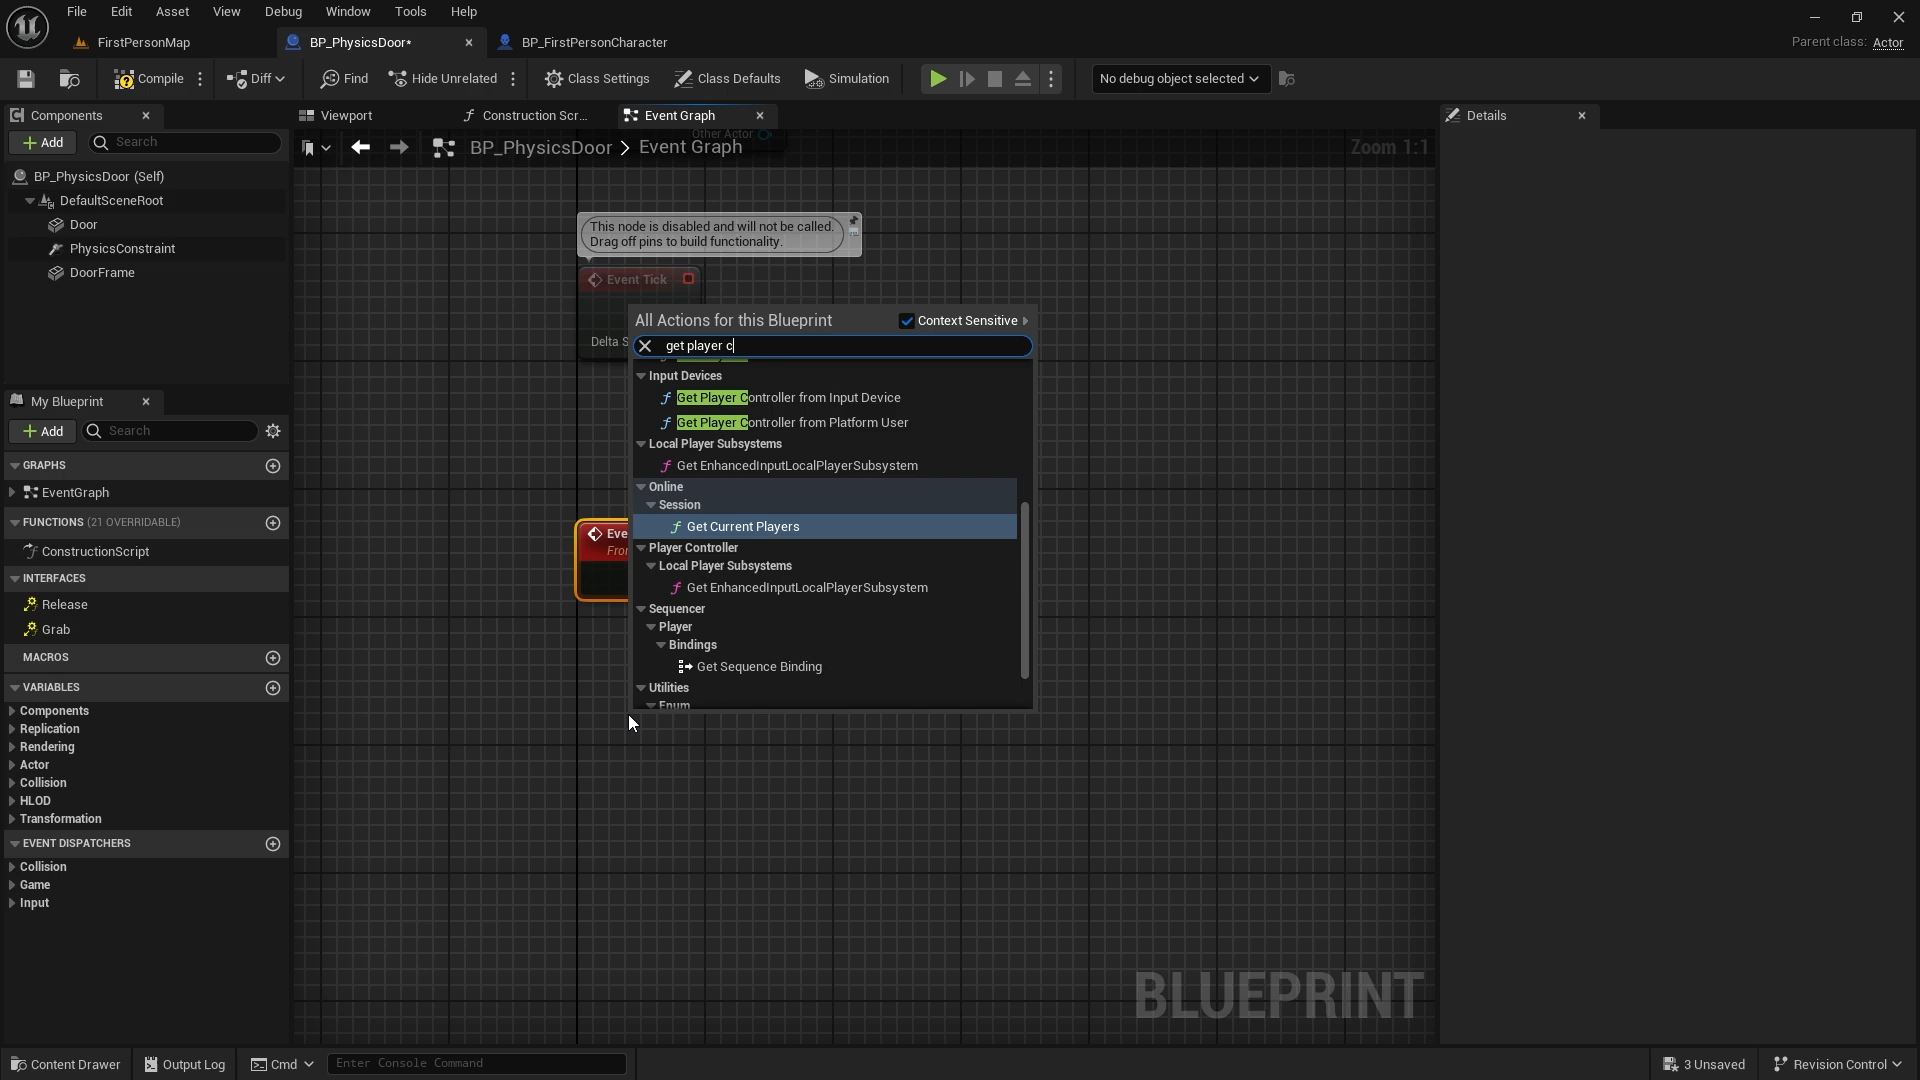 File Edit Asset View Debug Window Tools Help
FirstPersonMap BP_PhysicsDoor* BP_FirstPersonCharacter
Parent class: Actor
Compile Diff Find Hide Unrelated Class Settings Class Defaults Simulation No debug object selected
Components
Add Search
BP_PhysicsDoor (Self)
DefaultSceneRoot
Door
PhysicsConstraint
DoorFrame
My Blueprint
Add Search
GRAPHS
EventGraph
FUNCTIONS (21 OVERRIDABLE)
ConstructionScript
INTERFACES
Release
Grab
MACROS
VARIABLES
Components
Replication
Rendering
Actor
Collision
HLOD
Transformation
EVENT DISPATCHERS
Collision
Game
Input
Viewport Construction Scr... Event Graph
Other Actor
BP_PhysicsDoor > Event Graph
Zoom 1:1
This node is disabled and will not be called.
Drag off pins to build functionality.
Event Tick
Delta S
Eve
Fro
All Actions for this Blueprint Context Sensitive
get player c
Input Devices
Get Player Controller from Input Device
Get Player Controller from Platform User
Local Player Subsystems
Get EnhancedInputLocalPlayerSubsystem
Online
Session
Get Current Players
Player Controller
Local Player Subsystems
Get EnhancedInputLocalPlayerSubsystem
Sequencer
Player
Bindings
Get Sequence Binding
Utilities
Enum
BLUEPRINT
Details
Content Drawer Output Log Cmd Enter Console Command 3 Unsaved Revision Control